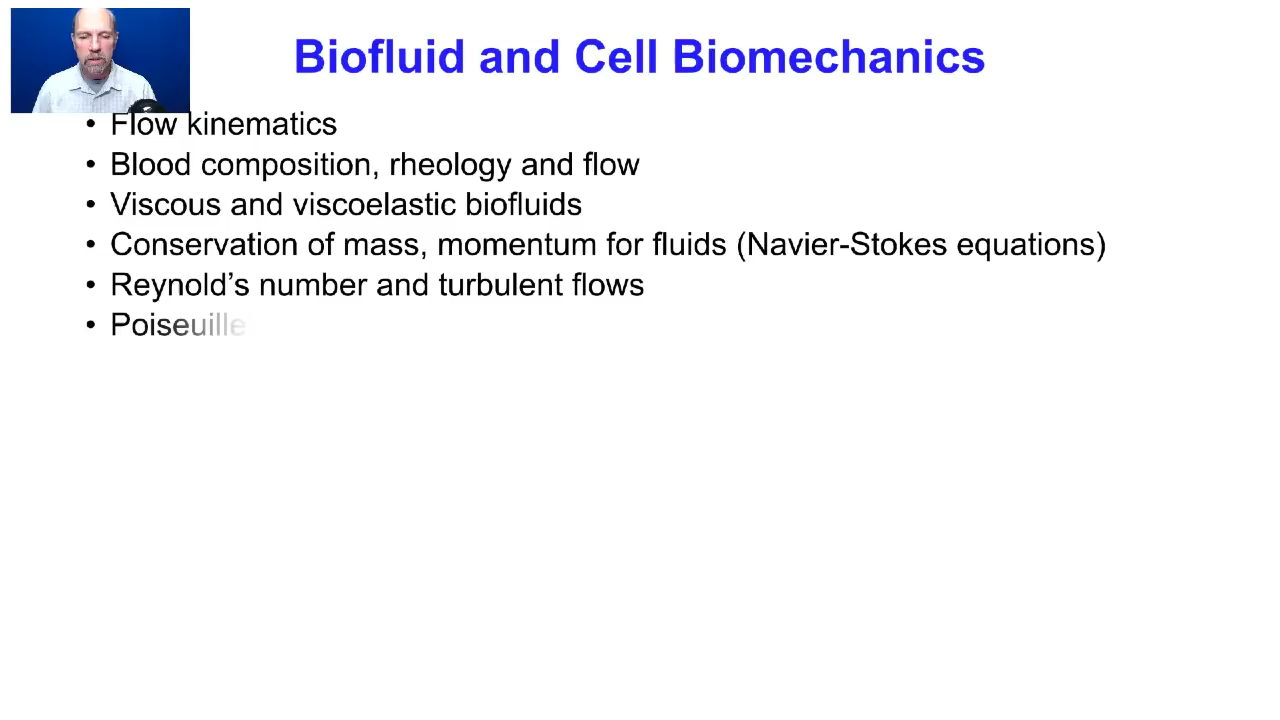 Biofluid and Cell Biomechanics
• Flow kinematics
• Blood composition, rheology and flow
• Viscous and viscoelastic biofluids
• Conservation of mass, momentum for fluids (Navier-Stokes equations)
• Reynold’s number and turbulent flows
• Poiseuille